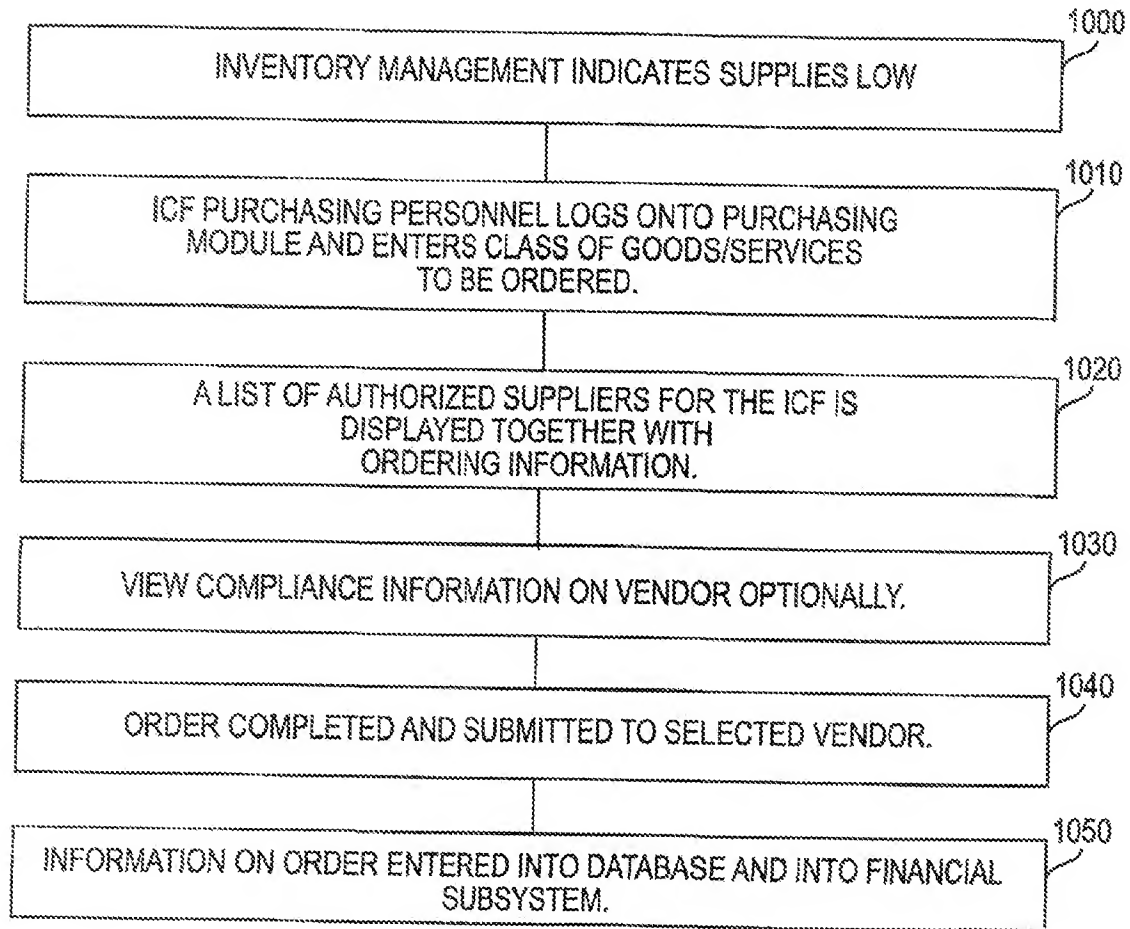 1000
INVENTORY MANAGEMENT INDICATES SUPPLIES LOW
1010
ICF PURCHASING PERSONNEL LOGS ONTO PURCHASING
MODULE AND ENTERS CLASS OF GOODS/SERVICES
TO BE ORDERED.
1020
A LIST OF AUTHORIZED SUPPLIERS FOR THE ICF IS
DISPLAYED TOGETHER WITH
ORDERING INFORMATION.
1030
VIEW COMPLIANCE INFORMATION ON VENDOR OPTIONALLY.
1040
ORDER COMPLETED AND SUBMITTED TO SELECTED VENDOR.
1050
INFORMATION ON ORDER ENTERED INTO DATABASE AND INTO FINANCIAL
SUBSYSTEM.